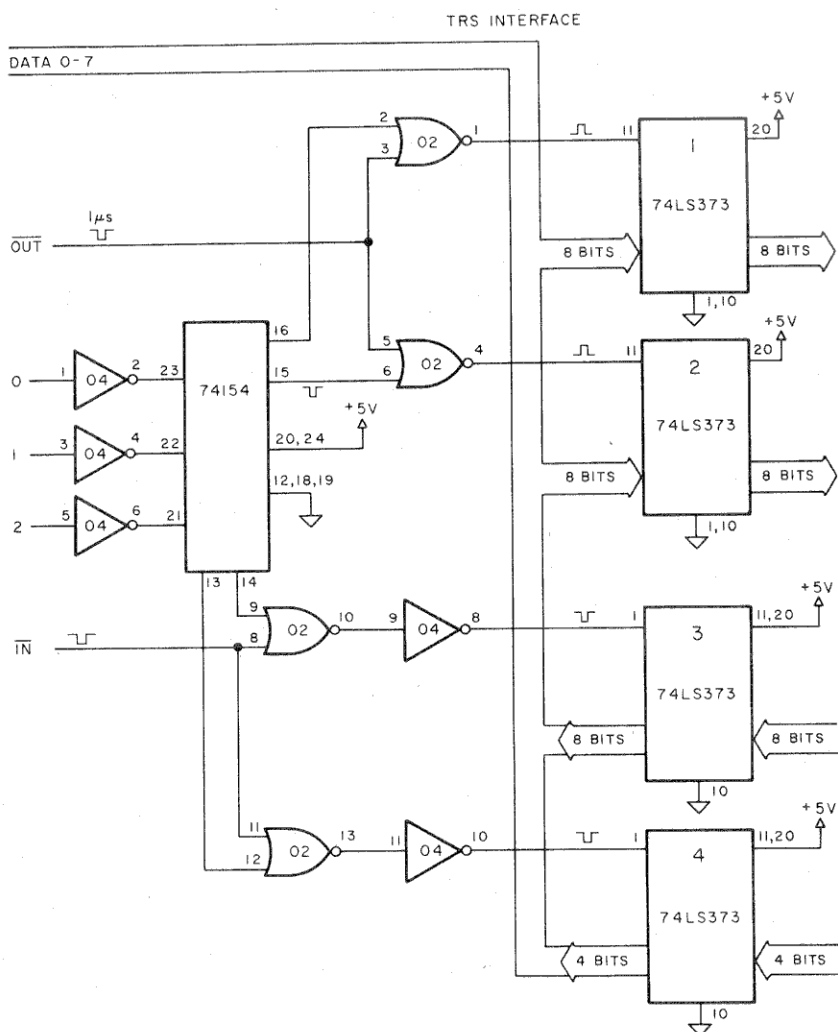 TRS INTERFACE
DATA 0-7
+5V
2
02
1
11
1
20
3
74LS373
1µs
OUT
8 BITS
8 BITS
1,10
+5V
16
5
02
4
11
2
20
0
1
04
2
23
74154
15
6
74LS373
+5V
1
3
04
4
22
20,24
8 BITS
8 BITS
12,18,19
2
5
04
6
21
1,10
13
14
+5V
9
02
10
9
04
8
1
3
11,20
IN
8
74LS373
8 BITS
8 BITS
10
+5V
11
02
13
11
04
10
1
4
11,20
12
74LS373
4 BITS
4 BITS
10